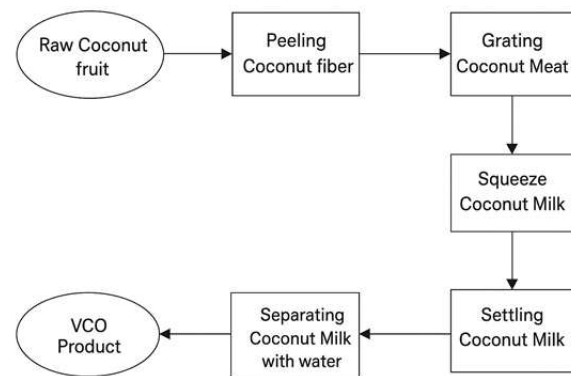 Raw Coconut
fruit
Peeling
Coconut fiber
Grating
Coconut Meat
Squeeze
Coconut Milk
Settling
Coconut Milk
Separating
Coconut Milk
with water
VCO
Product